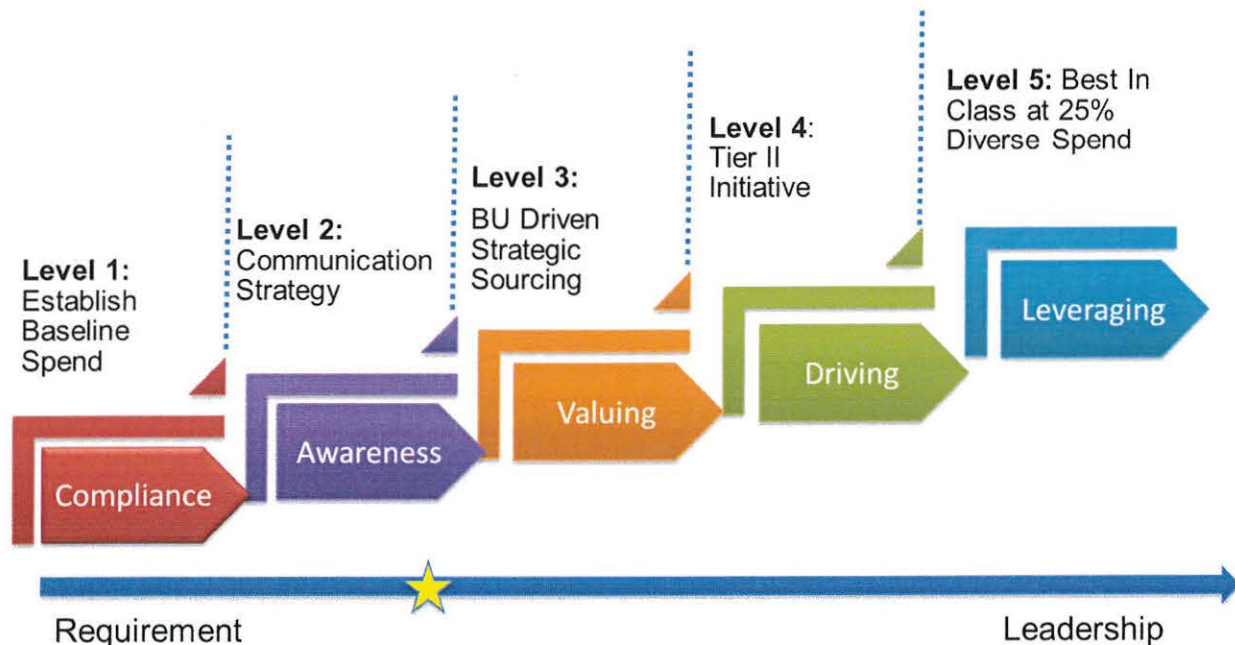 Level 1:
Establish
Baseline
Spend
Level 2:
Communication
Strategy
Level 3:
BU Driven
Strategic
Sourcing
Level 4:
Tier II
Initiative
Level 5: Best In
Class at 25%
Diverse Spend
Compliance
Awareness
Valuing
Driving
Leveraging
Requirement
Leadership